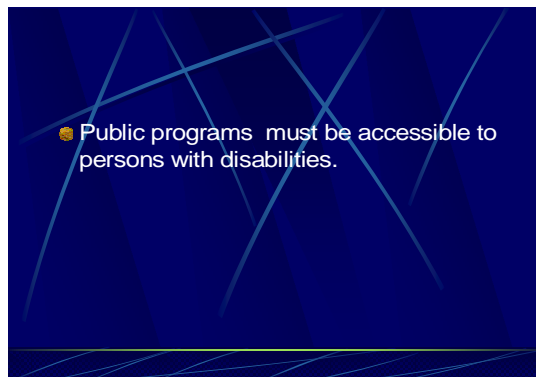 Public programs  must be accessible to
persons with disabilities.